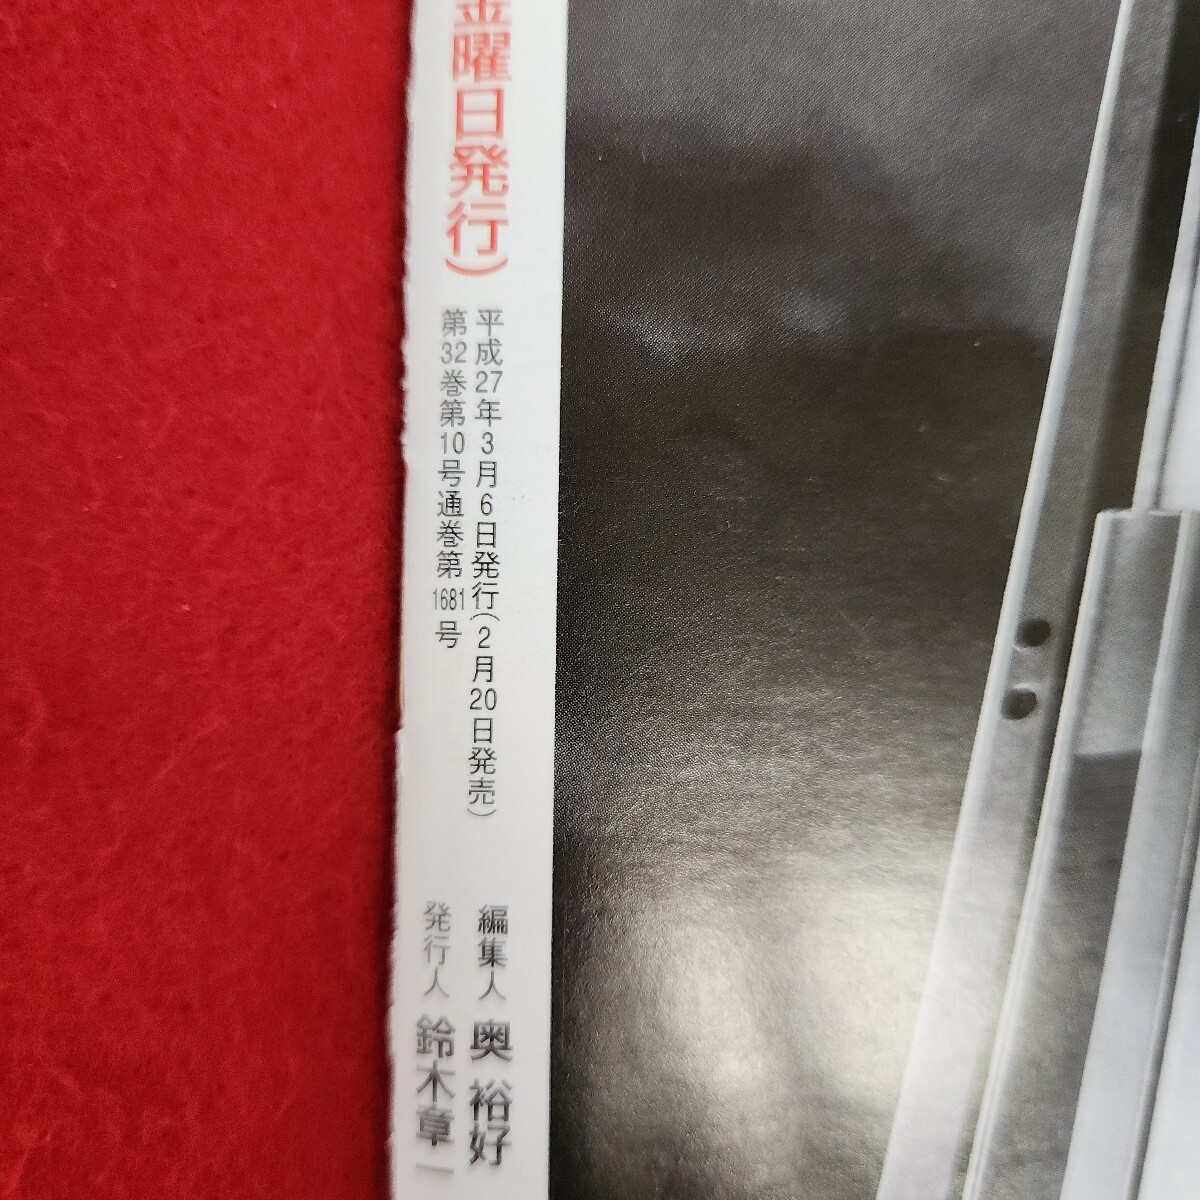 金曜日発行)
平成27年3月6日発行(2月20日発売)
第32巻第10号通巻第1681号
編集人 奥 裕好
発行人 鈴木章一